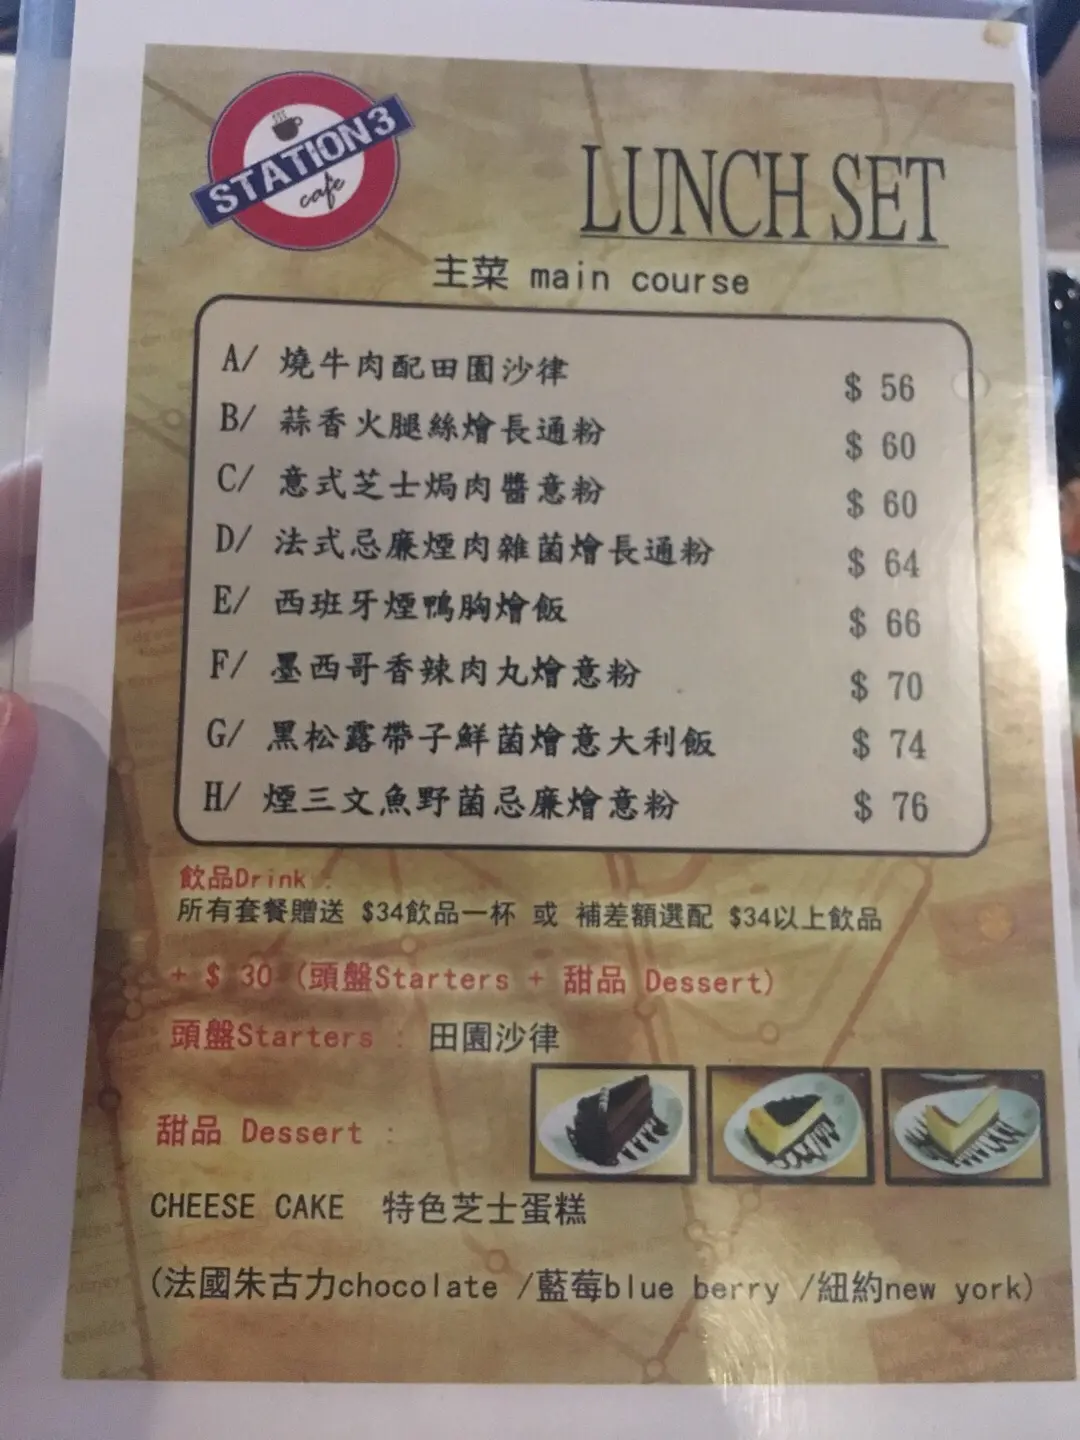 STATION3
cafe
LUNCH SET
主菜 main course
A/ 燒牛肉配田園沙律 $ 56
B/ 蒜香火腿絲燴長通粉 $ 60
C/ 意式芝士焗肉醬意粉 $ 60
D/ 法式忌廉煙肉雜菌燴長通粉 $ 64
E/ 西班牙煙鴨胸燴飯 $ 66
F/ 墨西哥香辣肉丸燴意粉 $ 70
G/ 黑松露帶子鮮菌燴意大利飯 $ 74
H/ 煙三文魚野菌忌廉燴意粉 $ 76
飲品Drink :
所有套餐贈送 $34飲品一杯 或 補差額選配 $34以上飲品
+ $ 30 (頭盤Starters + 甜品 Dessert)
頭盤Starters : 田園沙律
甜品 Dessert :
CHEESE CAKE 特色芝士蛋糕
(法國朱古力chocolate /藍莓blue berry /紐約new york)